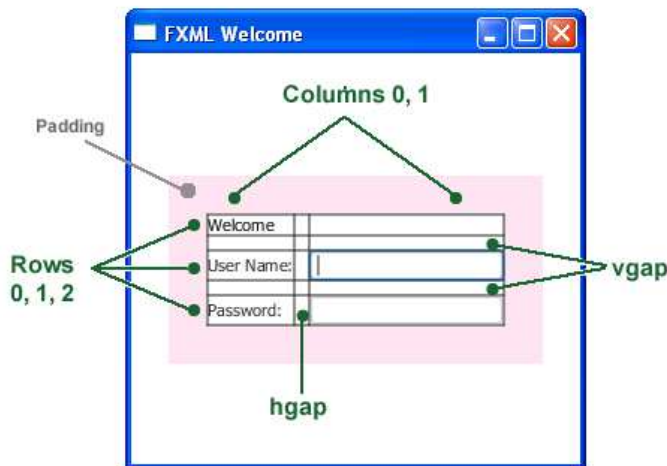 FXML Welcome
Columns 0, 1
Padding
Welcome
Rows
0, 1, 2
User Name:
vgap
Password:
hgap